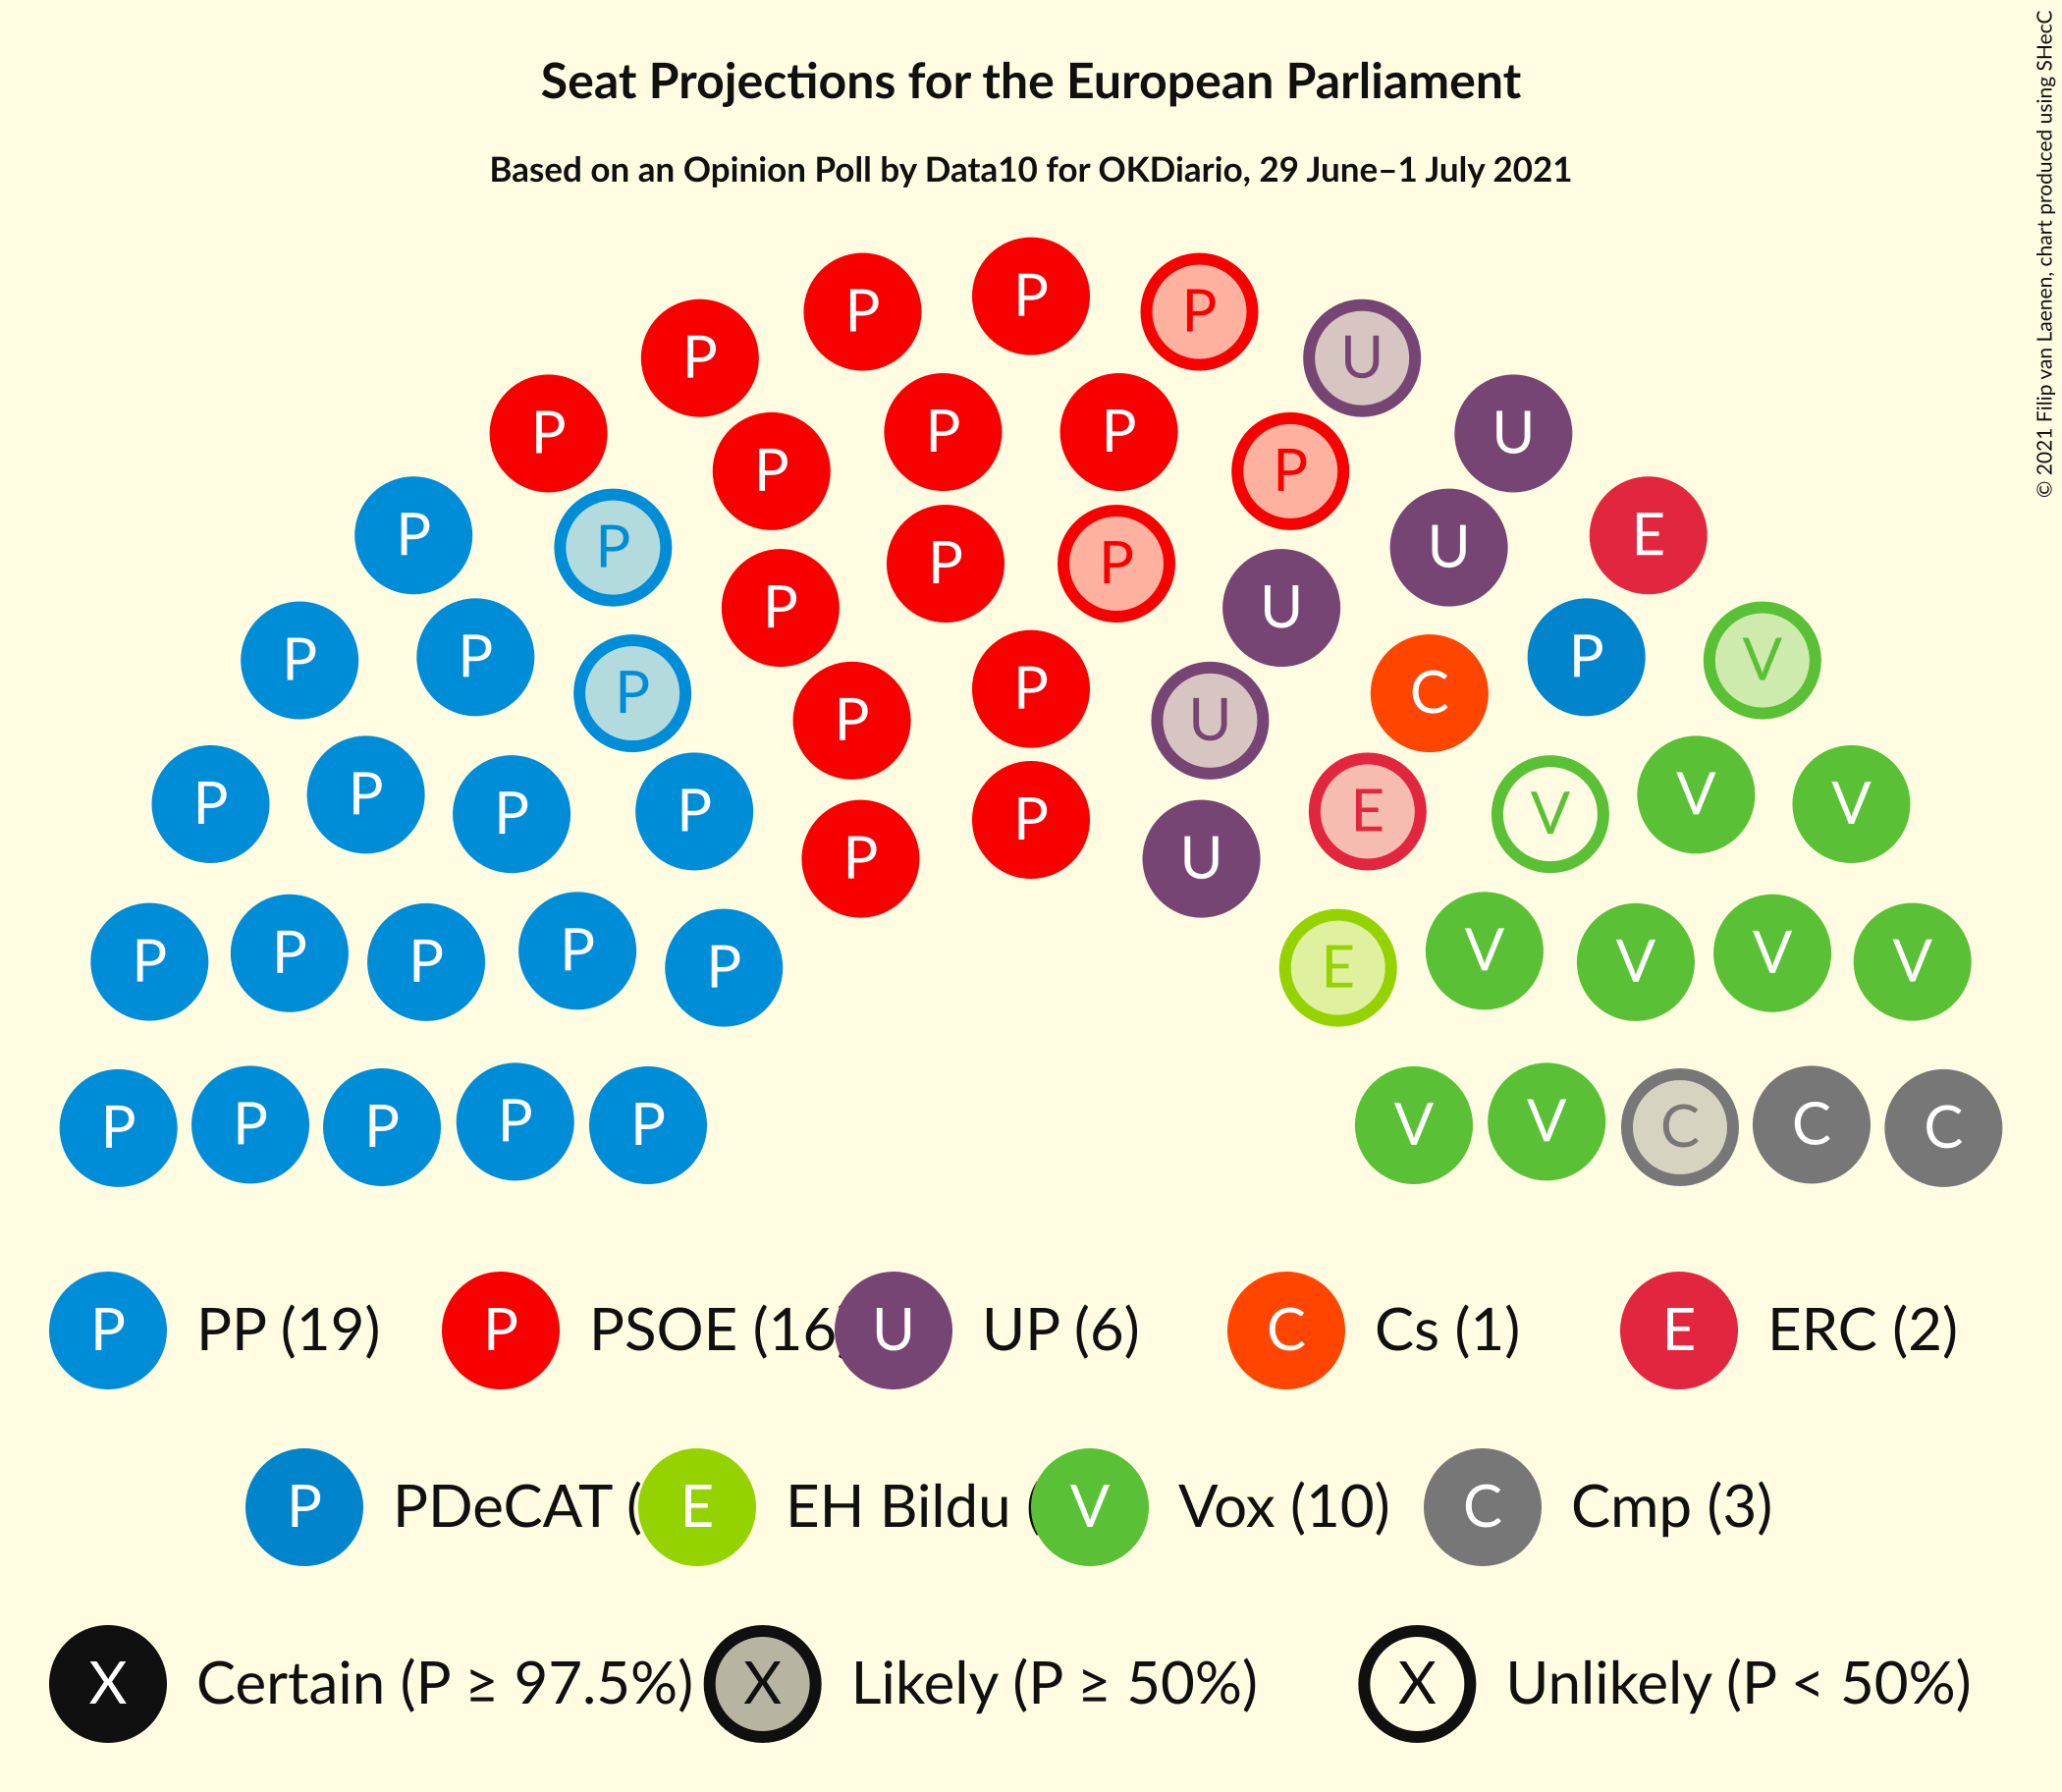 Seat Projections for the European Parliament
Based on an Opinion Poll by Data10 for OKDiario, 29 June–1 July 2021
© 2021 Filip van Laenen, chart produced using SHecC
P P P P U
P P U
P P P P E
P P U
P P P U
P P P V
P P C
P P U
P P P P E V V V
P P U
P P P P P E V V V V
P P P P P V V C C C
P PP (19) P PSOE (16 U UP (6) C Cs (1) E ERC (2)
P PDeCAT ( E EH Bildu ( V Vox (10) C Cmp (3)
X Certain (P ≥ 97.5%) X Likely (P ≥ 50%) X Unlikely (P < 50%)